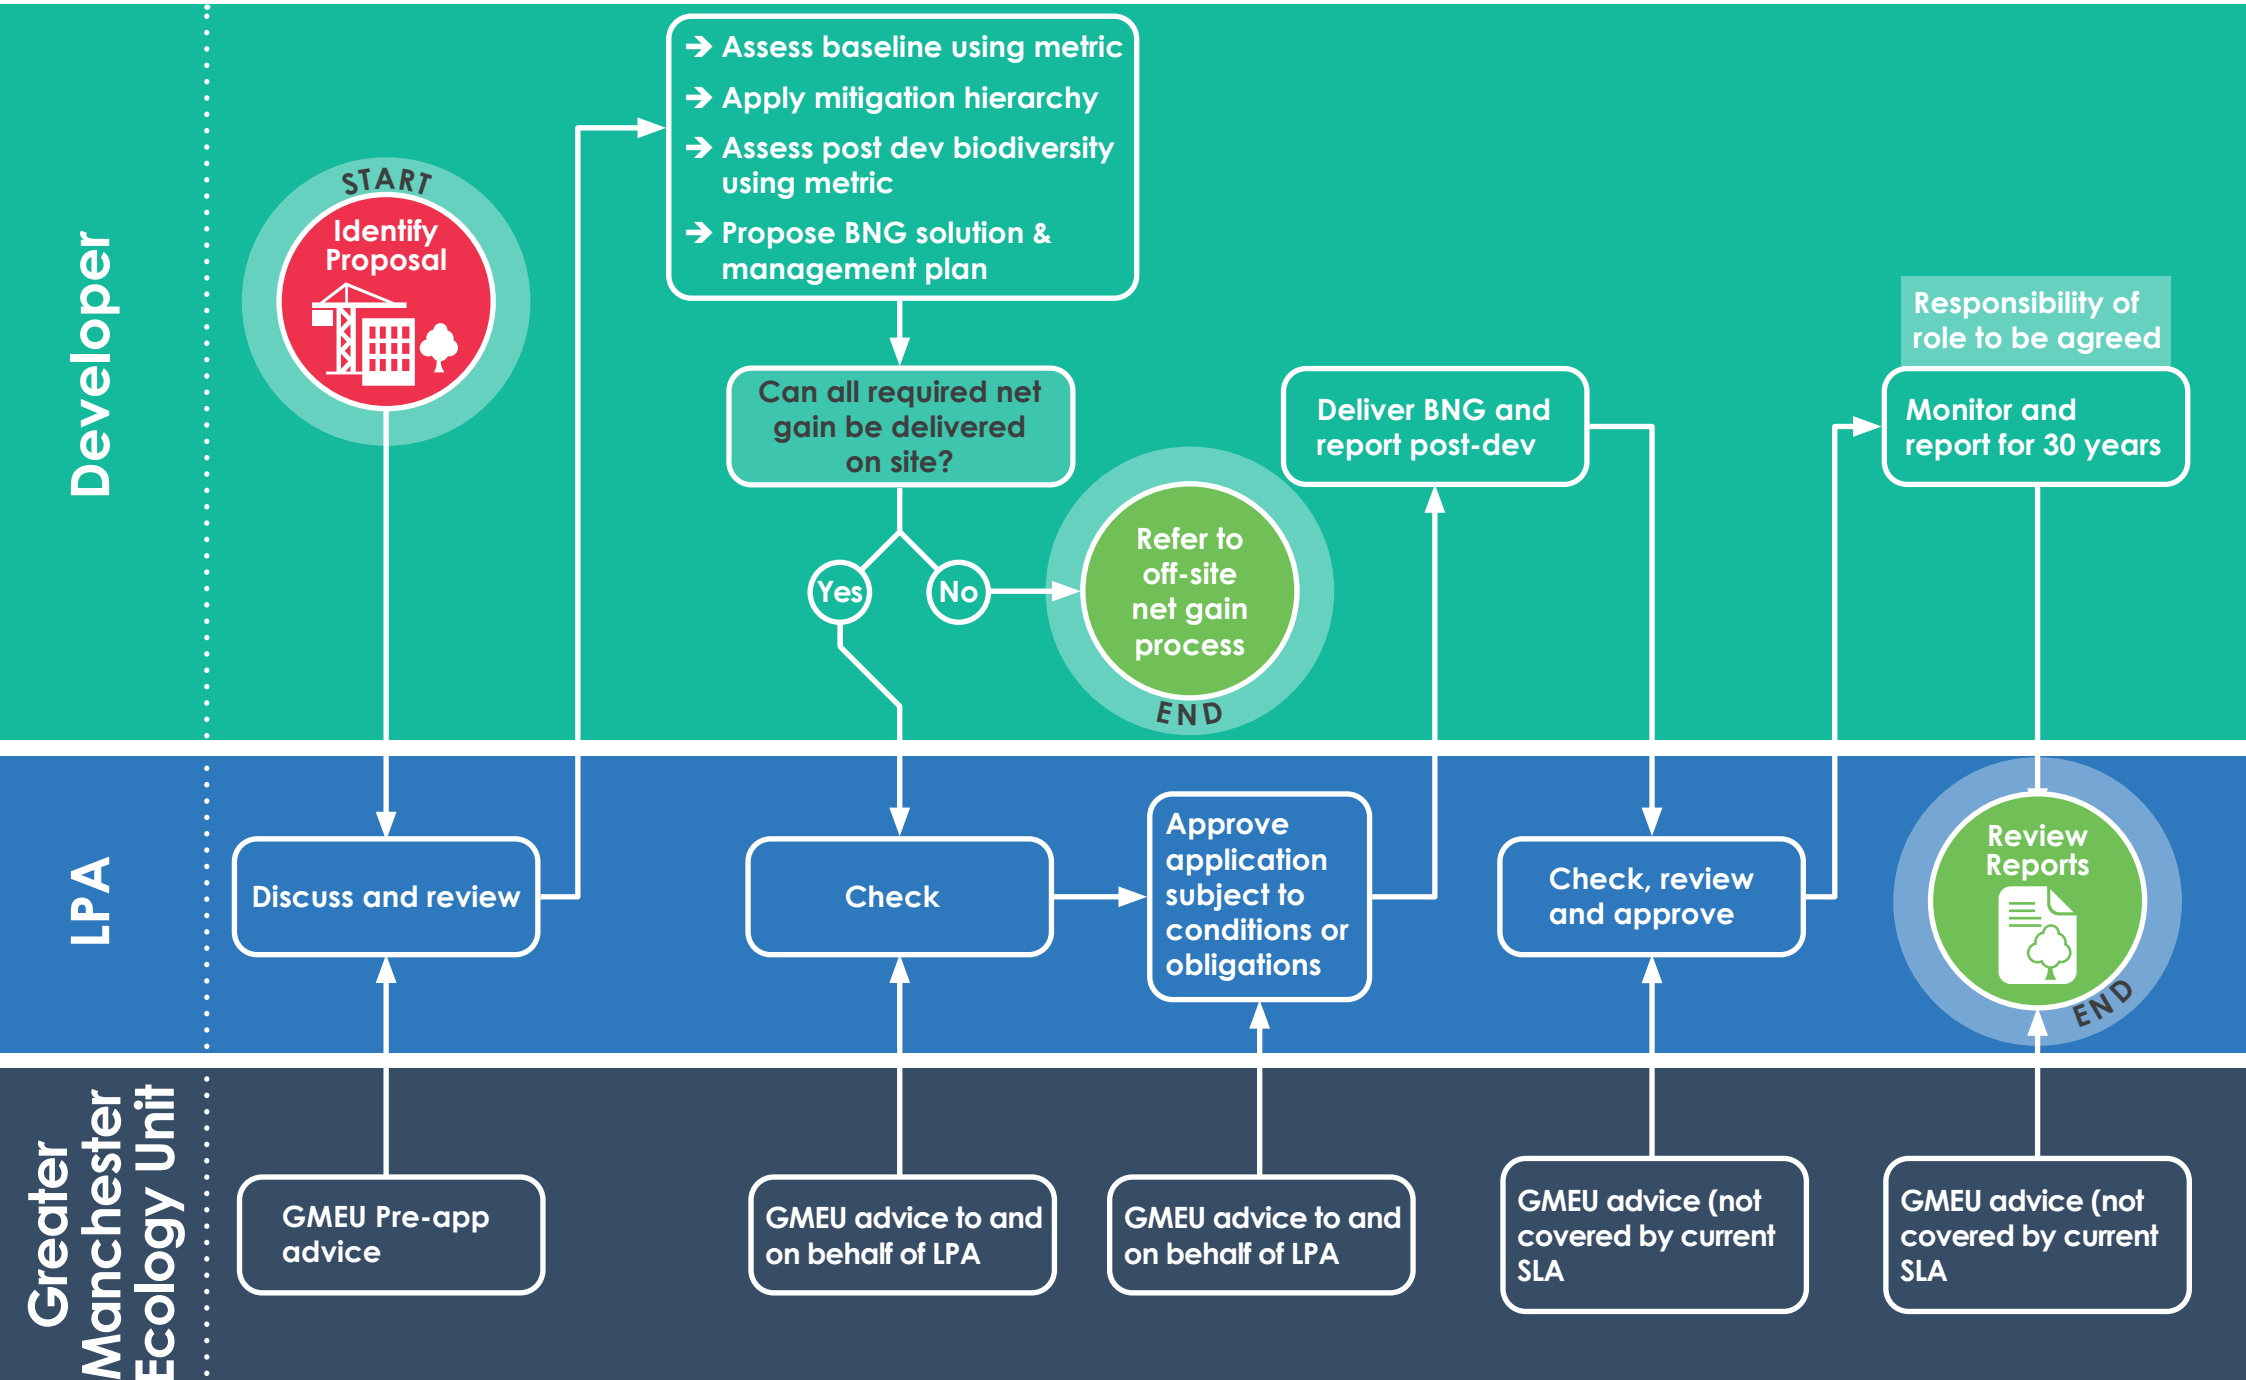 Developer
START
Identify
Proposal
➔ Assess baseline using metric
➔ Apply mitigation hierarchy
➔ Assess post dev biodiversity
using metric
➔ Propose BNG solution &
management plan
Can all required net
gain be delivered
on site?
Yes
No
Refer to
off-site
net gain
process
END
Deliver BNG and
report post-dev
Responsibility of
role to be agreed
Monitor and
report for 30 years
LPA
Discuss and review
Check
Approve
application
subject to
conditions or
obligations
Check, review
and approve
Review
Reports
END
Greater
Manchester
Ecology Unit
GMEU Pre-app
advice
GMEU advice to and
on behalf of LPA
GMEU advice to and
on behalf of LPA
GMEU advice (not
covered by current
SLA
GMEU advice (not
covered by current
SLA